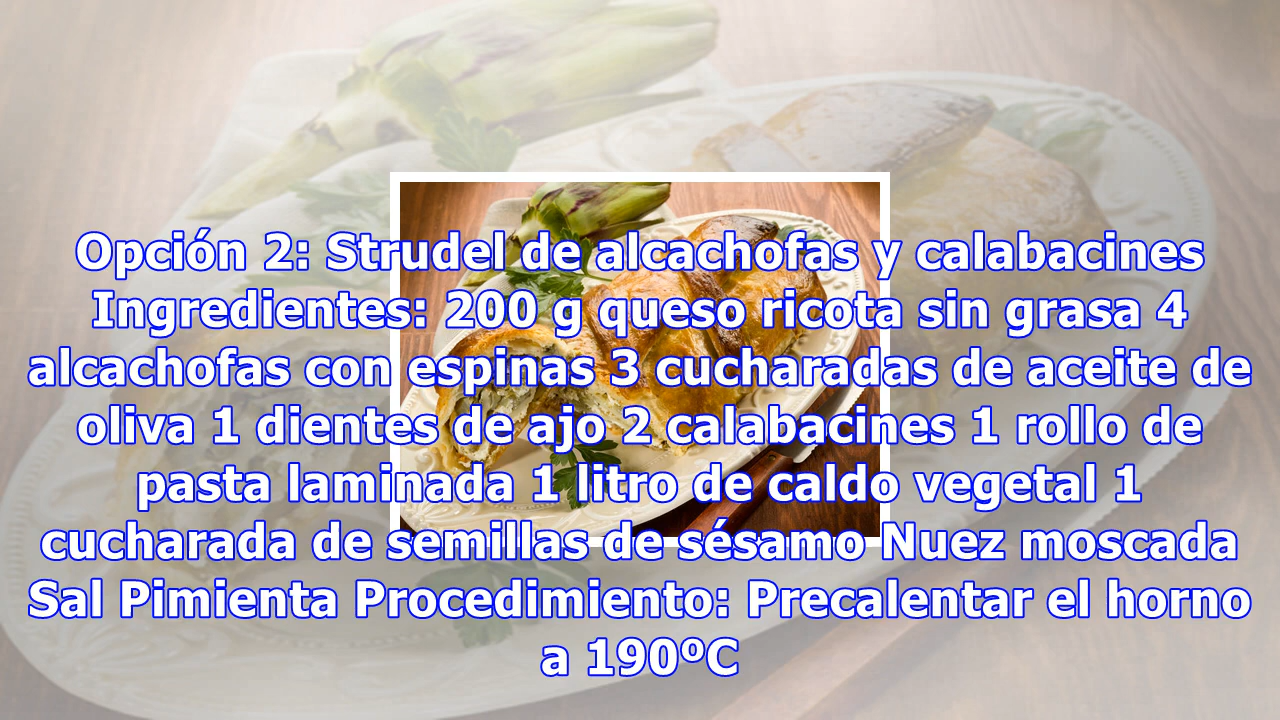 Opción 2: Strudel de alcachofas y calabacines
Ingredientes: 200 g queso ricota sin grasa 4
alcachofas con espinas 3 cucharadas de aceite de
oliva 1 dientes de ajo 2 calabacines 1 rollo de
pasta laminada 1 litro de caldo vegetal 1
cucharada de semillas de sésamo Nuez moscada
Sal Pimienta Procedimiento: Precalentar el horno
a 190ºC